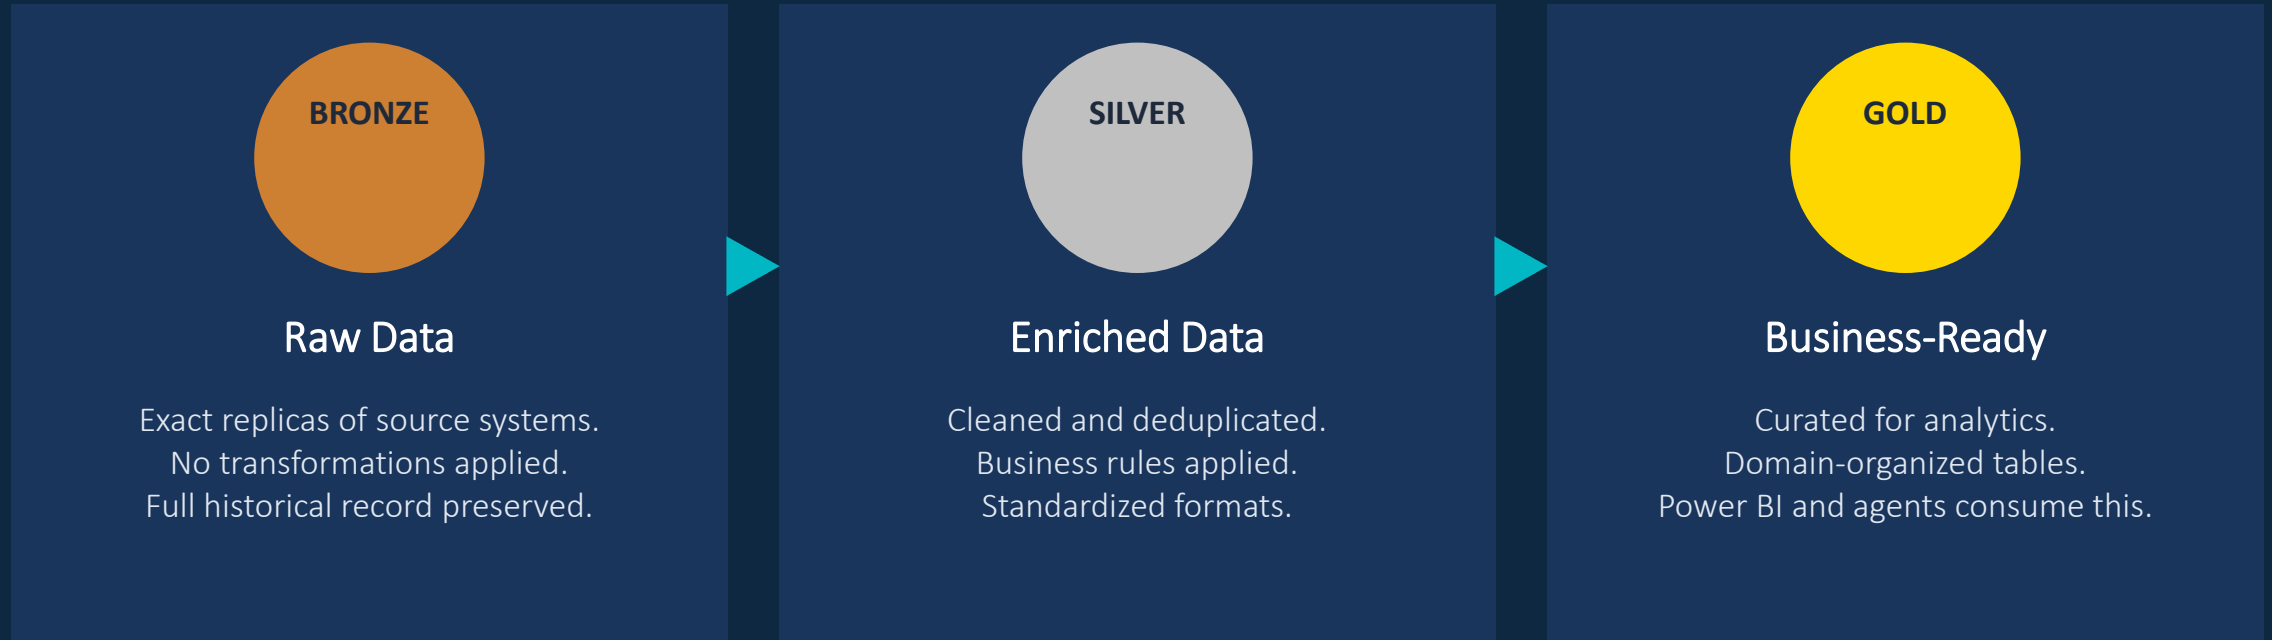 BRONZE
Raw Data
Exact replicas of source systems.
No transformations applied.
Full historical record preserved.
SILVER
Enriched Data
Cleaned and deduplicated.
Business rules applied.
Standardized formats.
GOLD
Business-Ready
Curated for analytics.
Domain-organized tables.
Power BI and agents consume this.